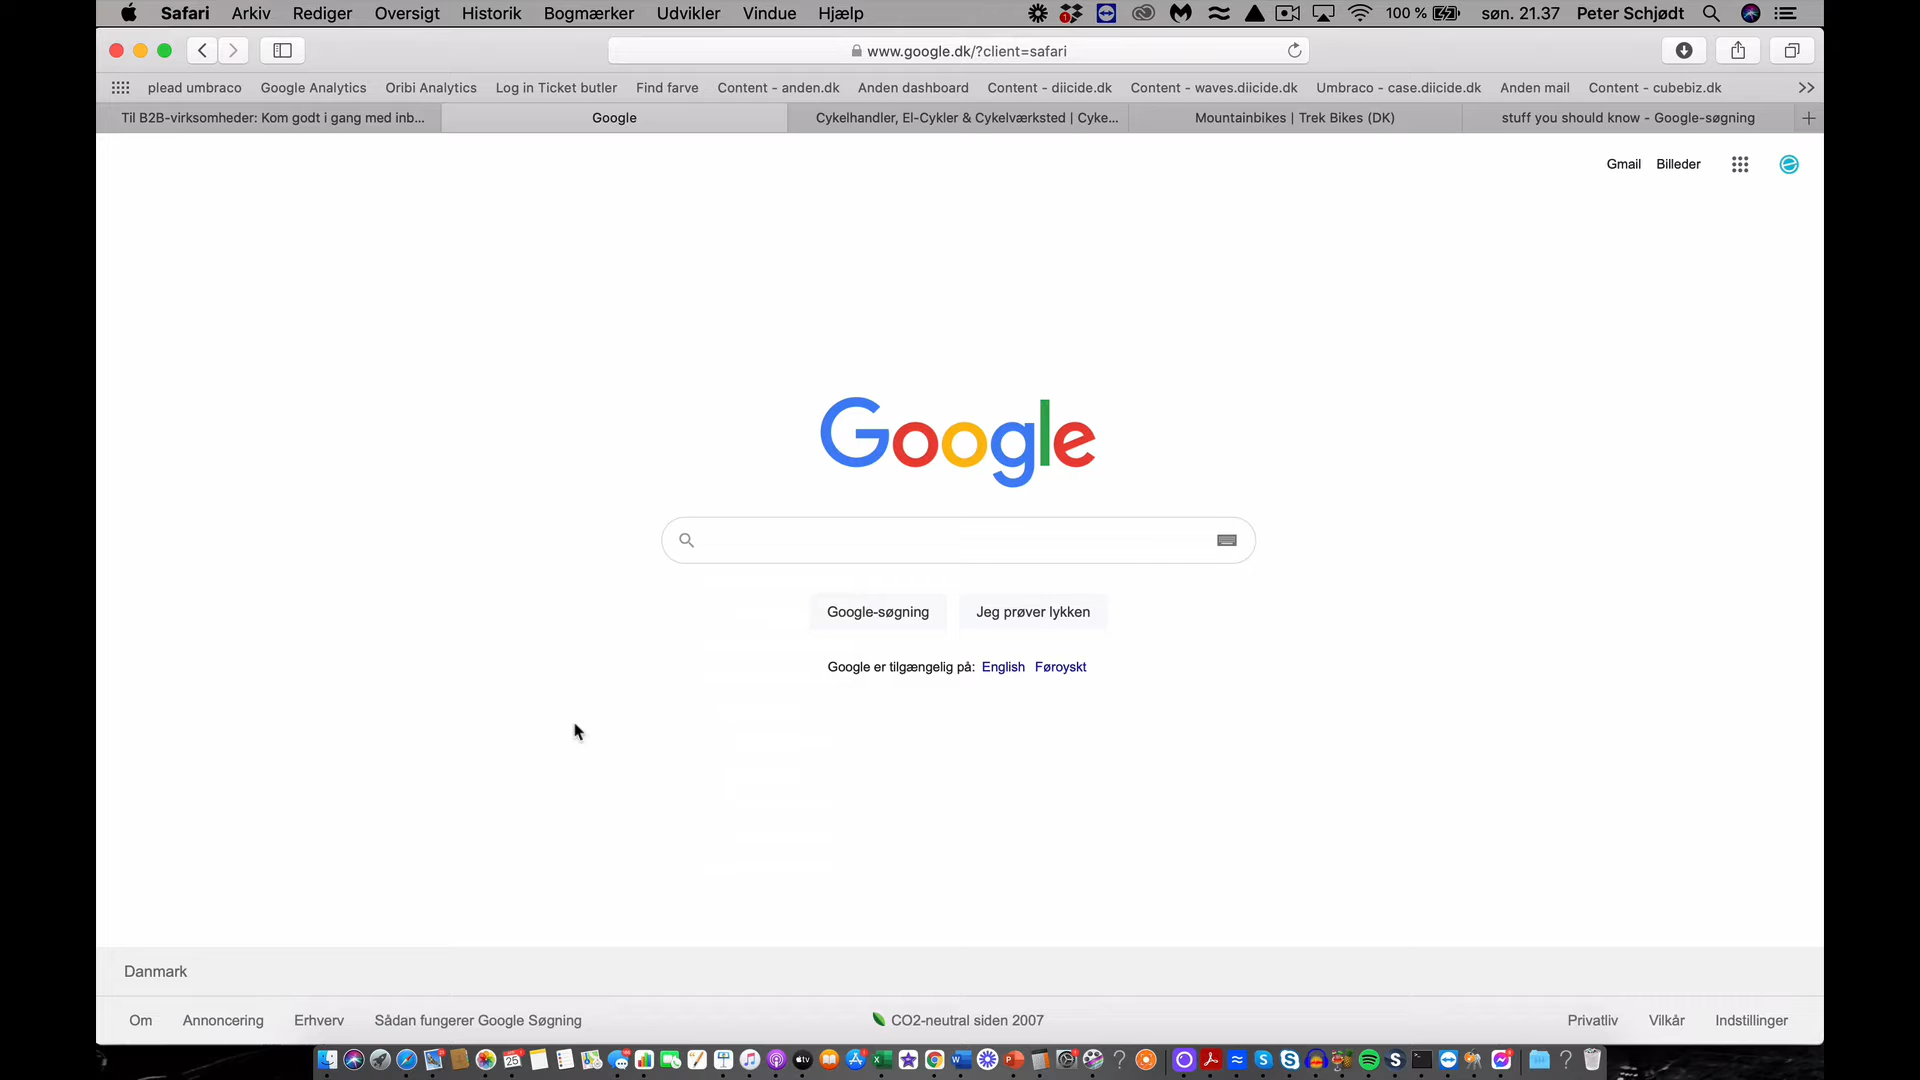 Safari Arkiv Rediger Oversigt Historik Bogmærker Udvikler Vindue Hjælp 1 100 % søn. 21.37 Peter Schjødt
www.google.dk/?client=safari
plead umbraco Google Analytics Oribi Analytics Log in Ticket butler Find farve Content - anden.dk Anden dashboard Content - diicide.dk Content - waves.diicide.dk Umbraco - case.diicide.dk Anden mail Content - cubebiz.dk
Til B2B-virksomheder: Kom godt i gang med inb... Google Cykelhandler, El-Cykler & Cykelværksted | Cyke... Mountainbikes | Trek Bikes (DK) stuff you should know - Google-søgning
Gmail Billeder
Google
Google-søgning Jeg prøver lykken
Google er tilgængelig på: English Føroyskt
Danmark
Om Annoncering Erhverv Sådan fungerer Google Søgning CO2-neutral siden 2007 Privatliv Vilkår Indstillinger
25